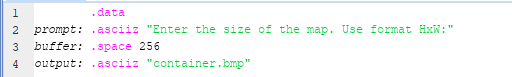 1 .data
2 prompt: .asciiz "Enter the size of the map. Use format HxW:"
3 buffer: .space 256
4 output: .asciiz "container.bmp"